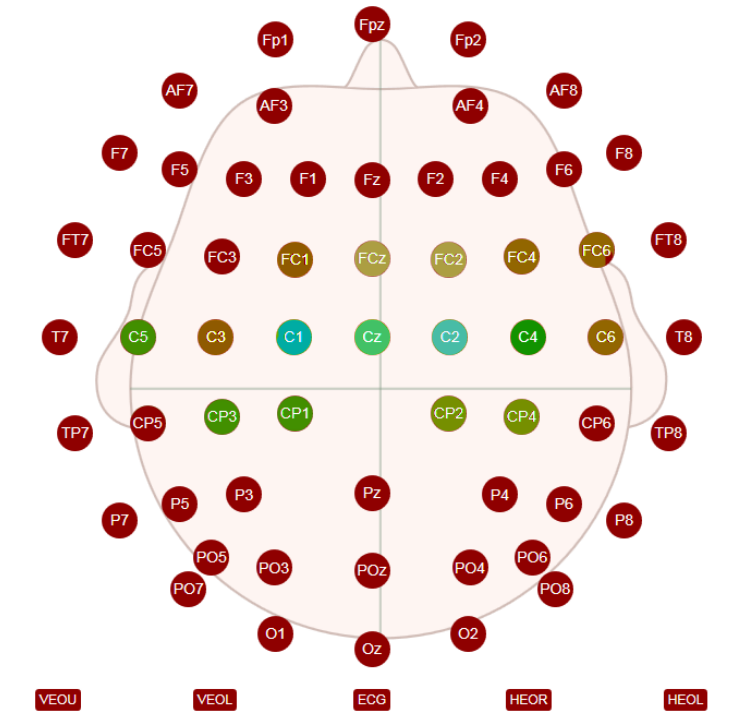 Fpz
Fp1 Fp2
AF7 AF8
AF3 AF4
F7 F8
F5 F3 F1 Fz F2 F4 F6
FT7 FT8
FC5 FC3 FC1 FCz FC2 FC4 FC6
T7 C5 C3 C1 Cz C2 C4 C6 T8
CP3 CP1 CP2 CP4
TP7 CP5 CP6 TP8
P5 P3 Pz P4 P6
P7 P8
PO5 PO3 POz PO4 PO6
PO7 PO8
O1 O2
Oz
VEOU VEOL ECG HEOR HEOL